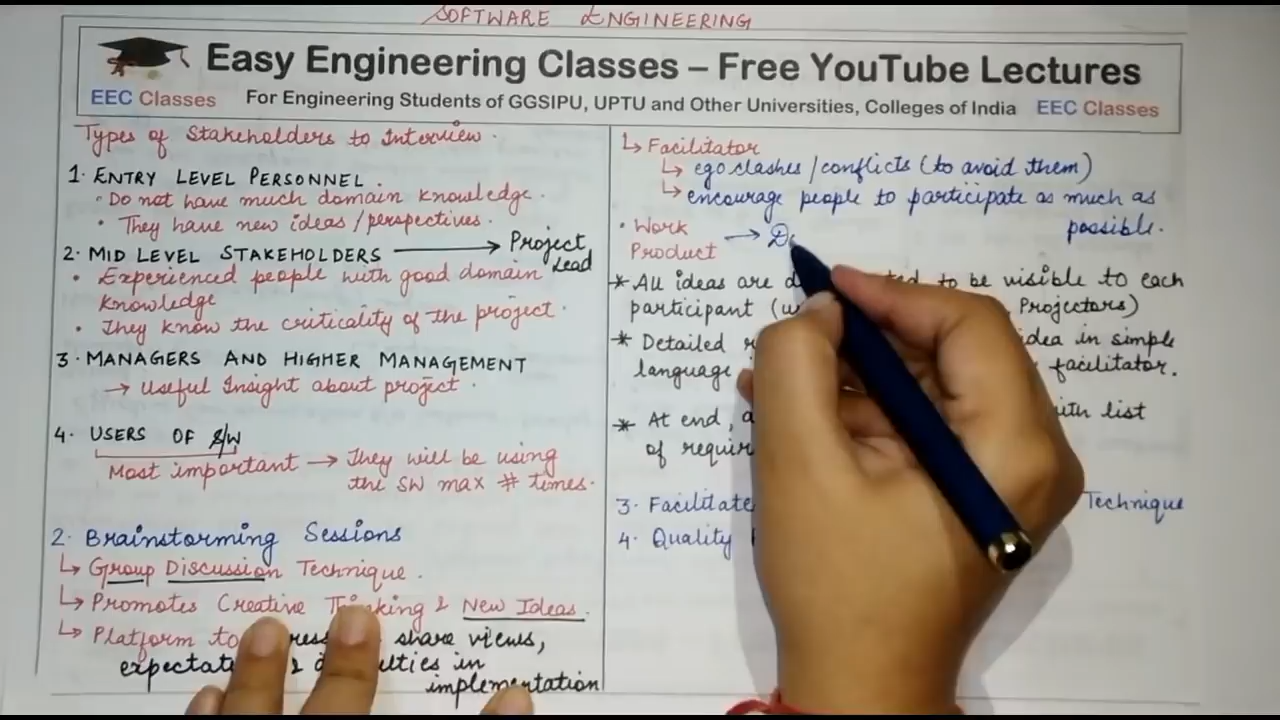 SOFTWARE ENGINEERING
Easy Engineering Classes – Free YouTube Lectures
EEC Classes For Engineering Students of GGSIPU, UPTU and Other Universities, Colleges of India EEC Classes
Types of Stakeholders to Interview.
1. ENTRY LEVEL PERSONNEL.
• Do not have much domain knowledge.
• They have new ideas/perspectives.
2. MID LEVEL STAKEHOLDERS → Project Lead
• Experienced people with good domain
knowledge
• They know the criticality of the project.
3. MANAGERS AND HIGHER MANAGEMENT
→ Useful Insight about project.
4. USERS OF S/W
Most important → They will be using
the SW max # times.
2. Brainstorming Sessions
↳ Group Discussion Technique.
↳ Promotes Creative Thinking & New Ideas.
↳ Platform to share views,
& in
implementation
↳ Facilitator
↳ ego clashes/conflicts (to avoid them)
↳ encourage people to participate as much as
possible.
• Work
Product →
* All ideas are to be visible to each
participant Projectors)
* Detailed idea in simple
language facilitator.
* At end, list
of
3. Technique
4. Quality